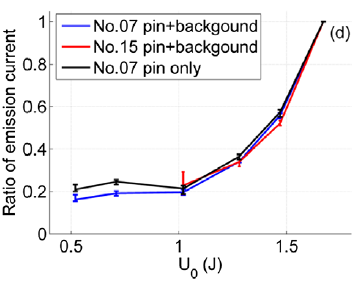 No.07 pin+backgound
No.15 pin+backgound
No.07 pin only
(d)
Ratio of emission current
1
0.8
0.6
0.4
0.2
0
0.5
1
1.5
U0 (J)